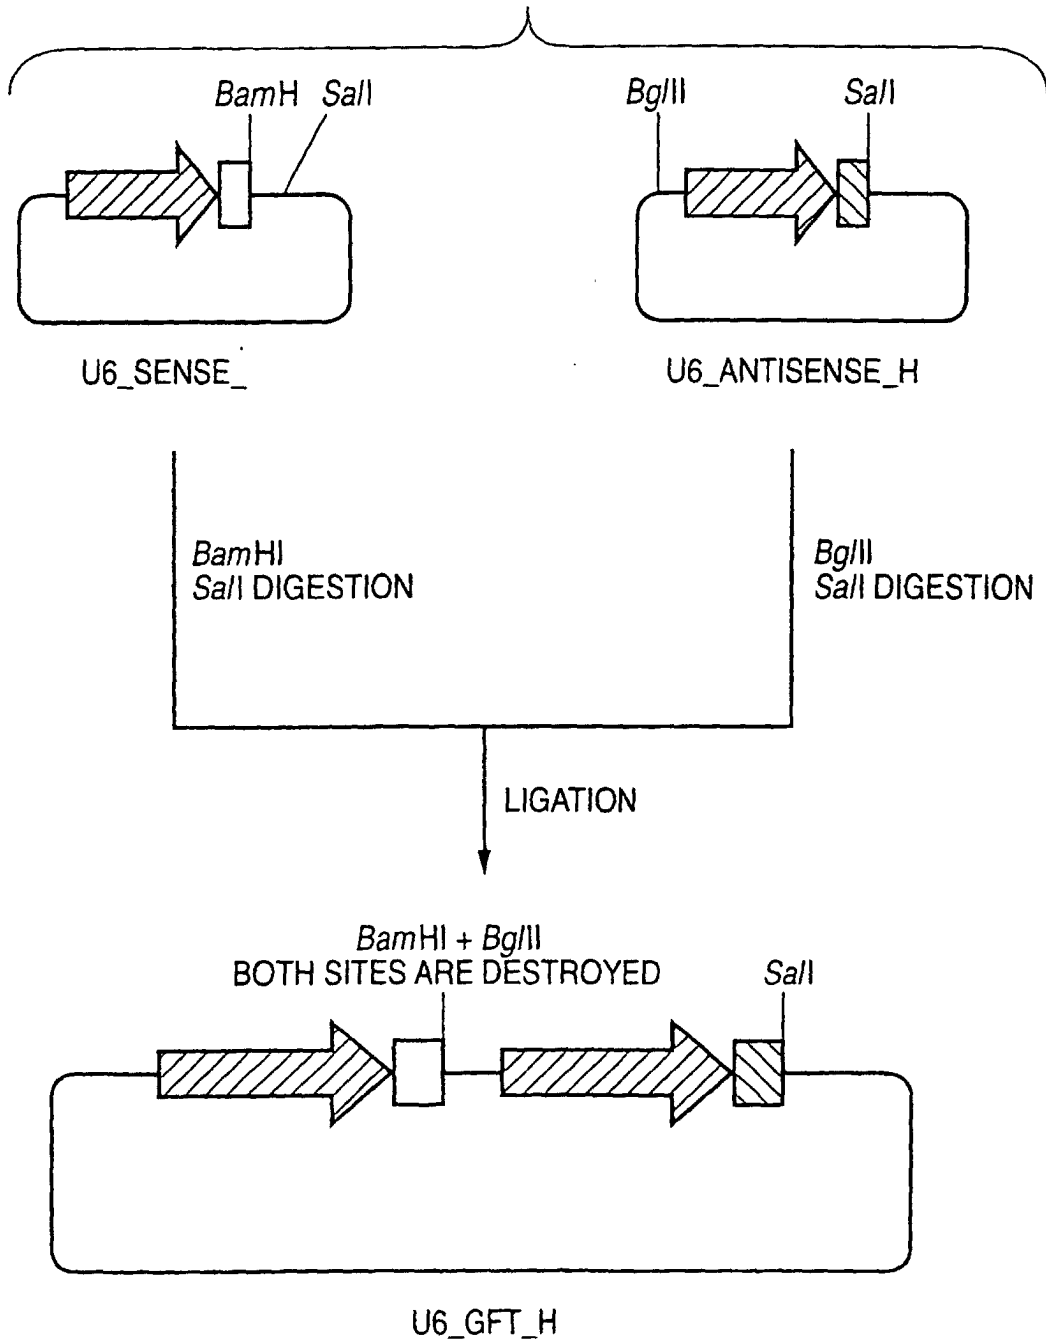 BamH SalI
BglII SalI
U6_SENSE_
U6_ANTISENSE_H
BamHI
SalI DIGESTION
BglII
SalI DIGESTION
LIGATION
BamHI + BglII
BOTH SITES ARE DESTROYED
SalI
U6_GFT_H